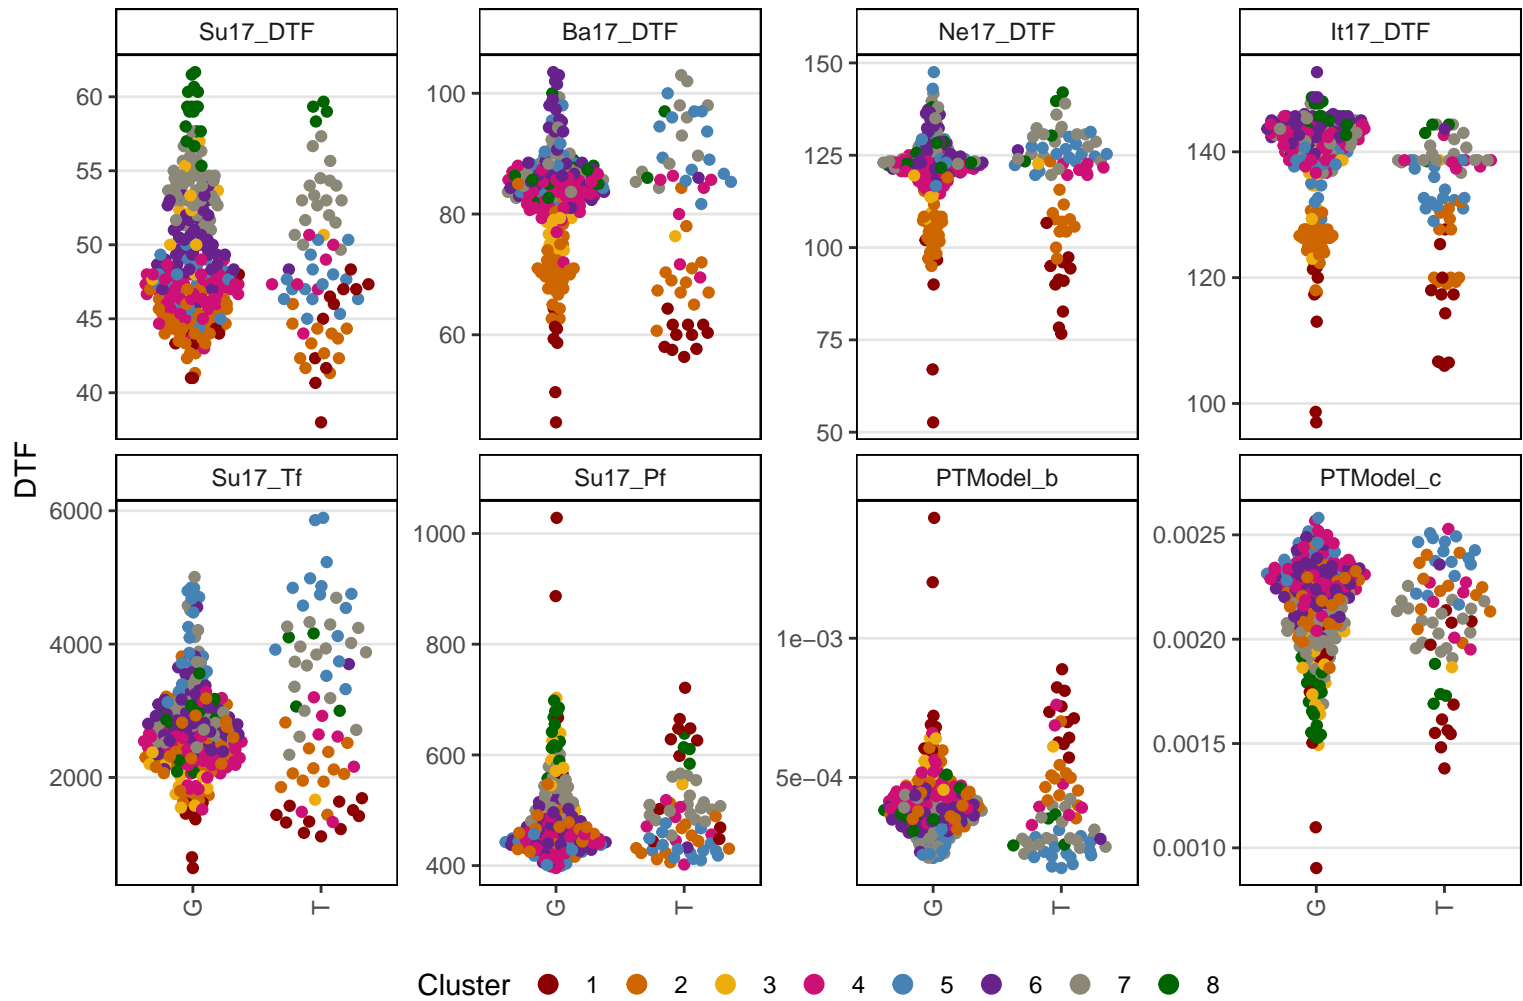 Su17_DTF
Ba17_DTF
Ne17_DTF
It17_DTF
60
55
50
45
40
100
80
60
150
125
100
75
50
140
120
100
DTF
Su17_Tf
Su17_Pf
PTModel_b
PTModel_c
6000
4000
2000
1000
800
600
400
1e−03
5e−04
0.0025
0.0020
0.0015
0.0010
G T G T G T G T
Cluster 1 2 3 4 5 6 7 8